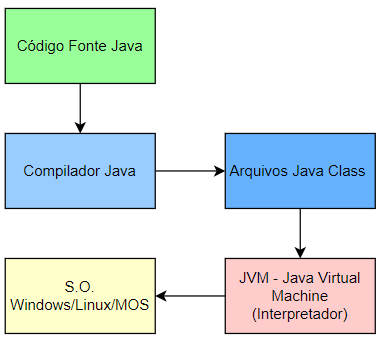 Código Fonte Java
Compilador Java
Arquivos Java Class
JVM - Java Virtual
Machine
(Interpretador)
S.O.
Windows/Linux/MOS